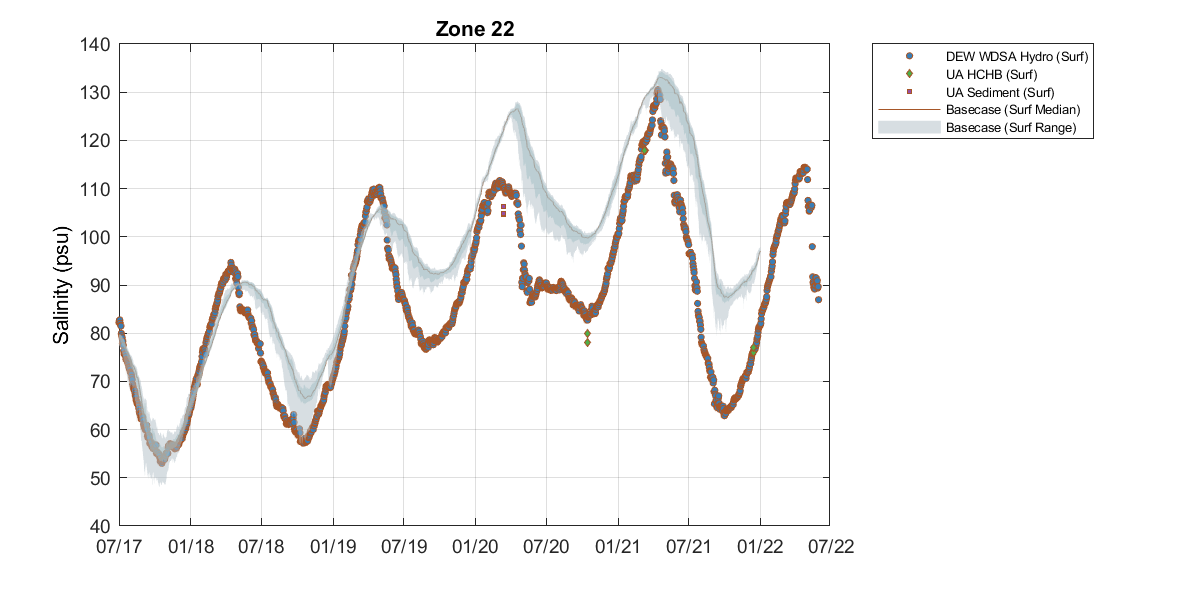 Zone 22
140
130
120
110
100
90
80
70
60
50
40
Salinity (psu)
07/17 01/18 07/18 01/19 07/19 01/20 07/20 01/21 07/21 01/22 07/22
DEW WDSA Hydro (Surf)
UA HCHB (Surf)
UA Sediment (Surf)
Basecase (Surf Median)
Basecase (Surf Range)